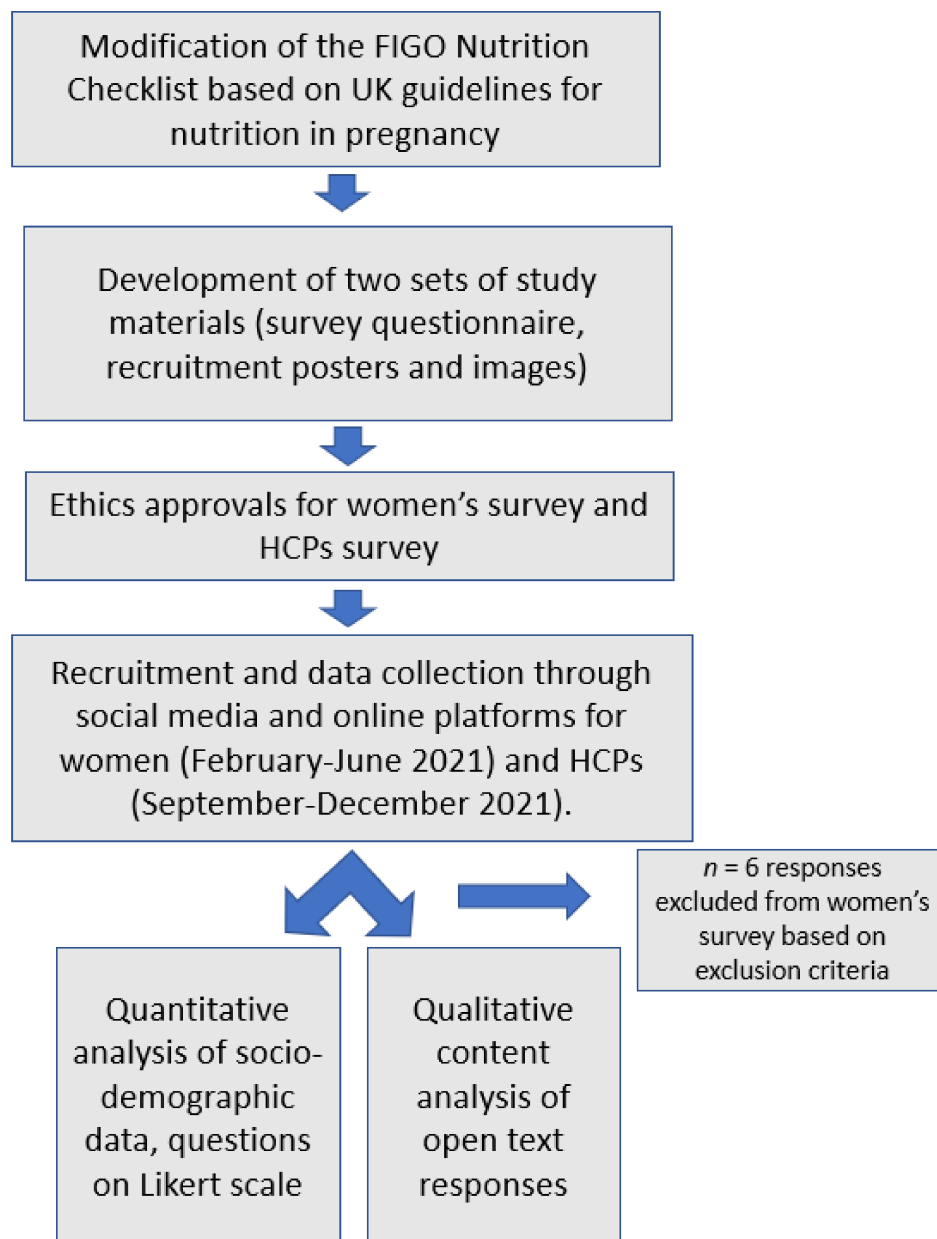 Modification of the FIGO Nutrition
Checklist based on UK guidelines for
nutrition in pregnancy
Development of two sets of study
materials (survey questionnaire,
recruitment posters and images)
Ethics approvals for women’s survey and
HCPs survey
Recruitment and data collection through
social media and online platforms for
women (February-June 2021) and HCPs
(September-December 2021).
n = 6 responses
excluded from women’s
survey based on
exclusion criteria
Quantitative
analysis of socio-
demographic
data, questions
on Likert scale
Qualitative
content
analysis of
open text
responses